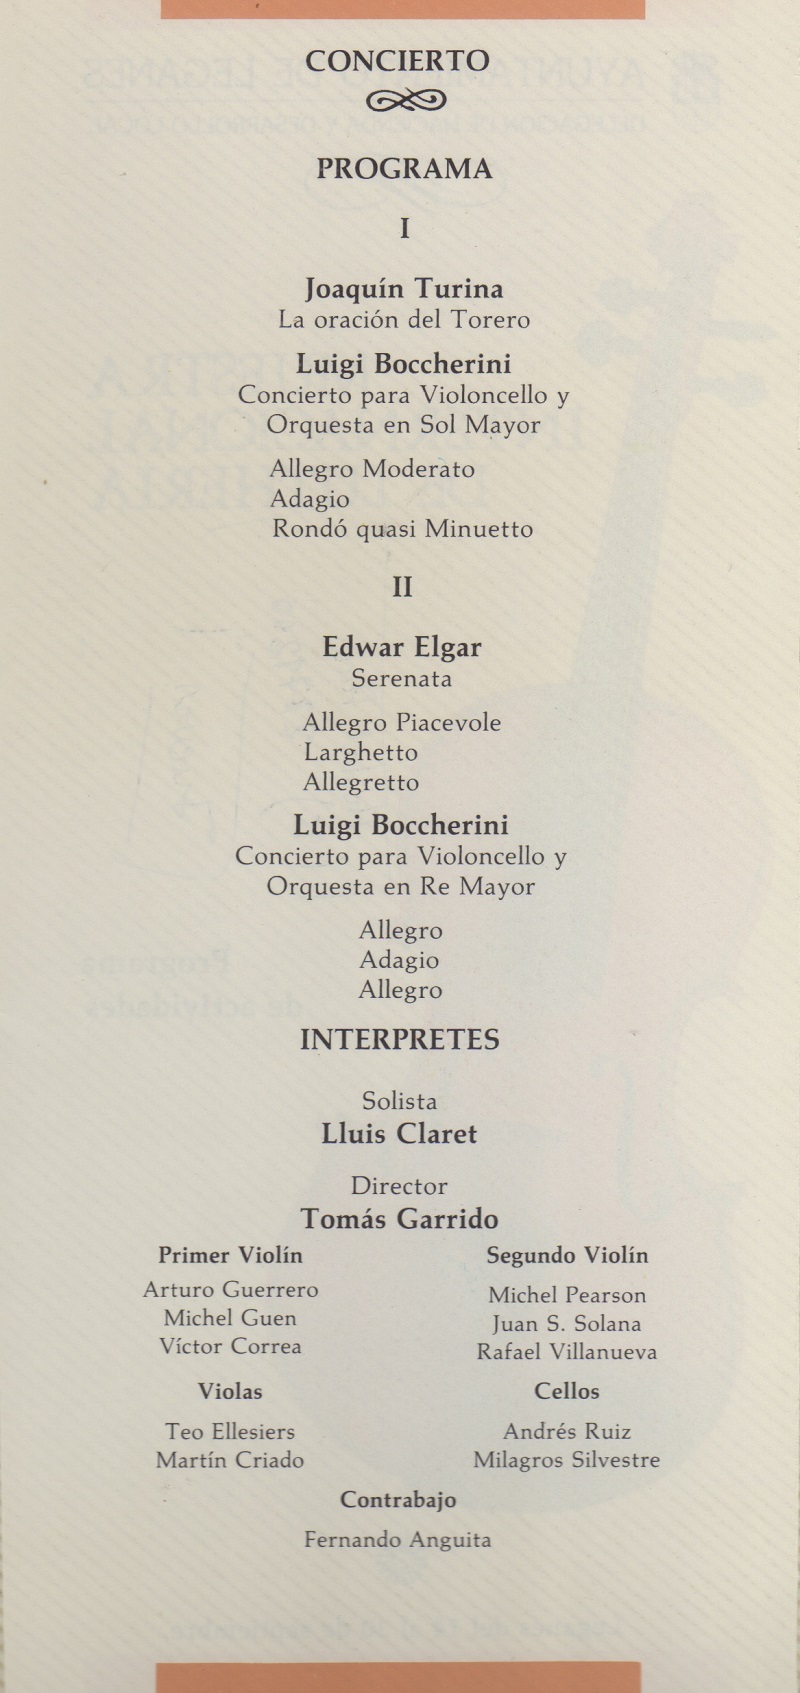 CONCIERTO
PROGRAMA
I
Joaquín Turina
La oración del Torero
Luigi Boccherini
Concierto para Violoncello y
Orquesta en Sol Mayor
Allegro Moderato
Adagio
Rondó quasi Minuetto
II
Edwar Elgar
Serenata
Allegro Piacevole
Larghetto
Allegretto
Luigi Boccherini
Concierto para Violoncello y
Orquesta en Re Mayor
Allegro
Adagio
Allegro
INTERPRETES
Solista
Lluis Claret
Director
Tomás Garrido
Primer Violín
Arturo Guerrero
Michel Guen
Víctor Correa
Segundo Violín
Michel Pearson
Juan S. Solana
Rafael Villanueva
Violas
Teo Ellesiers
Martín Criado
Cellos
Andrés Ruiz
Milagros Silvestre
Contrabajo
Fernando Anguita